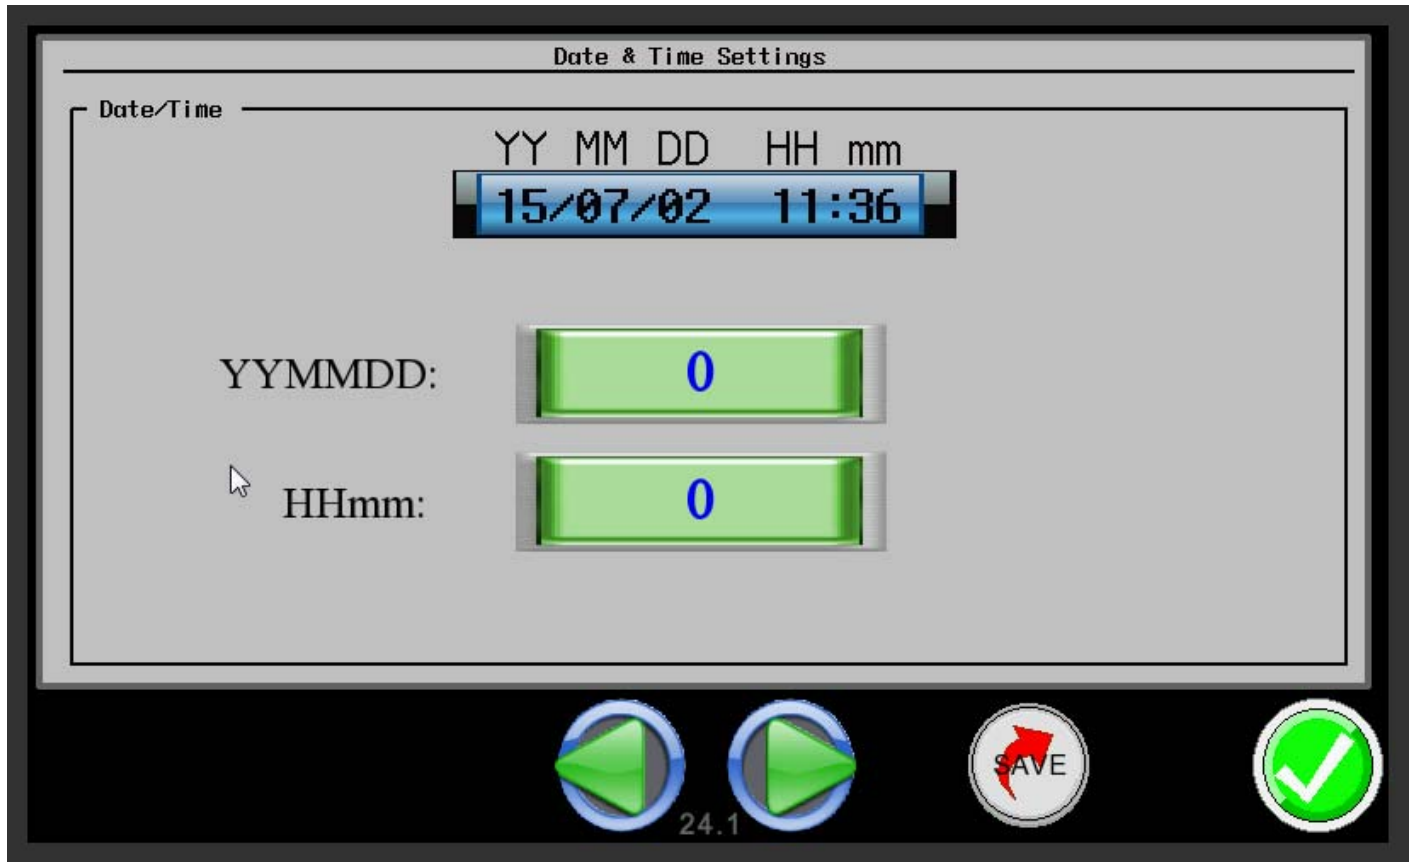 Date & Time Settings
Date/Time
YY MM DD HH mm
15/07/02 11:36
YYMMDD: 0
HHmm: 0
SAVE
24.1